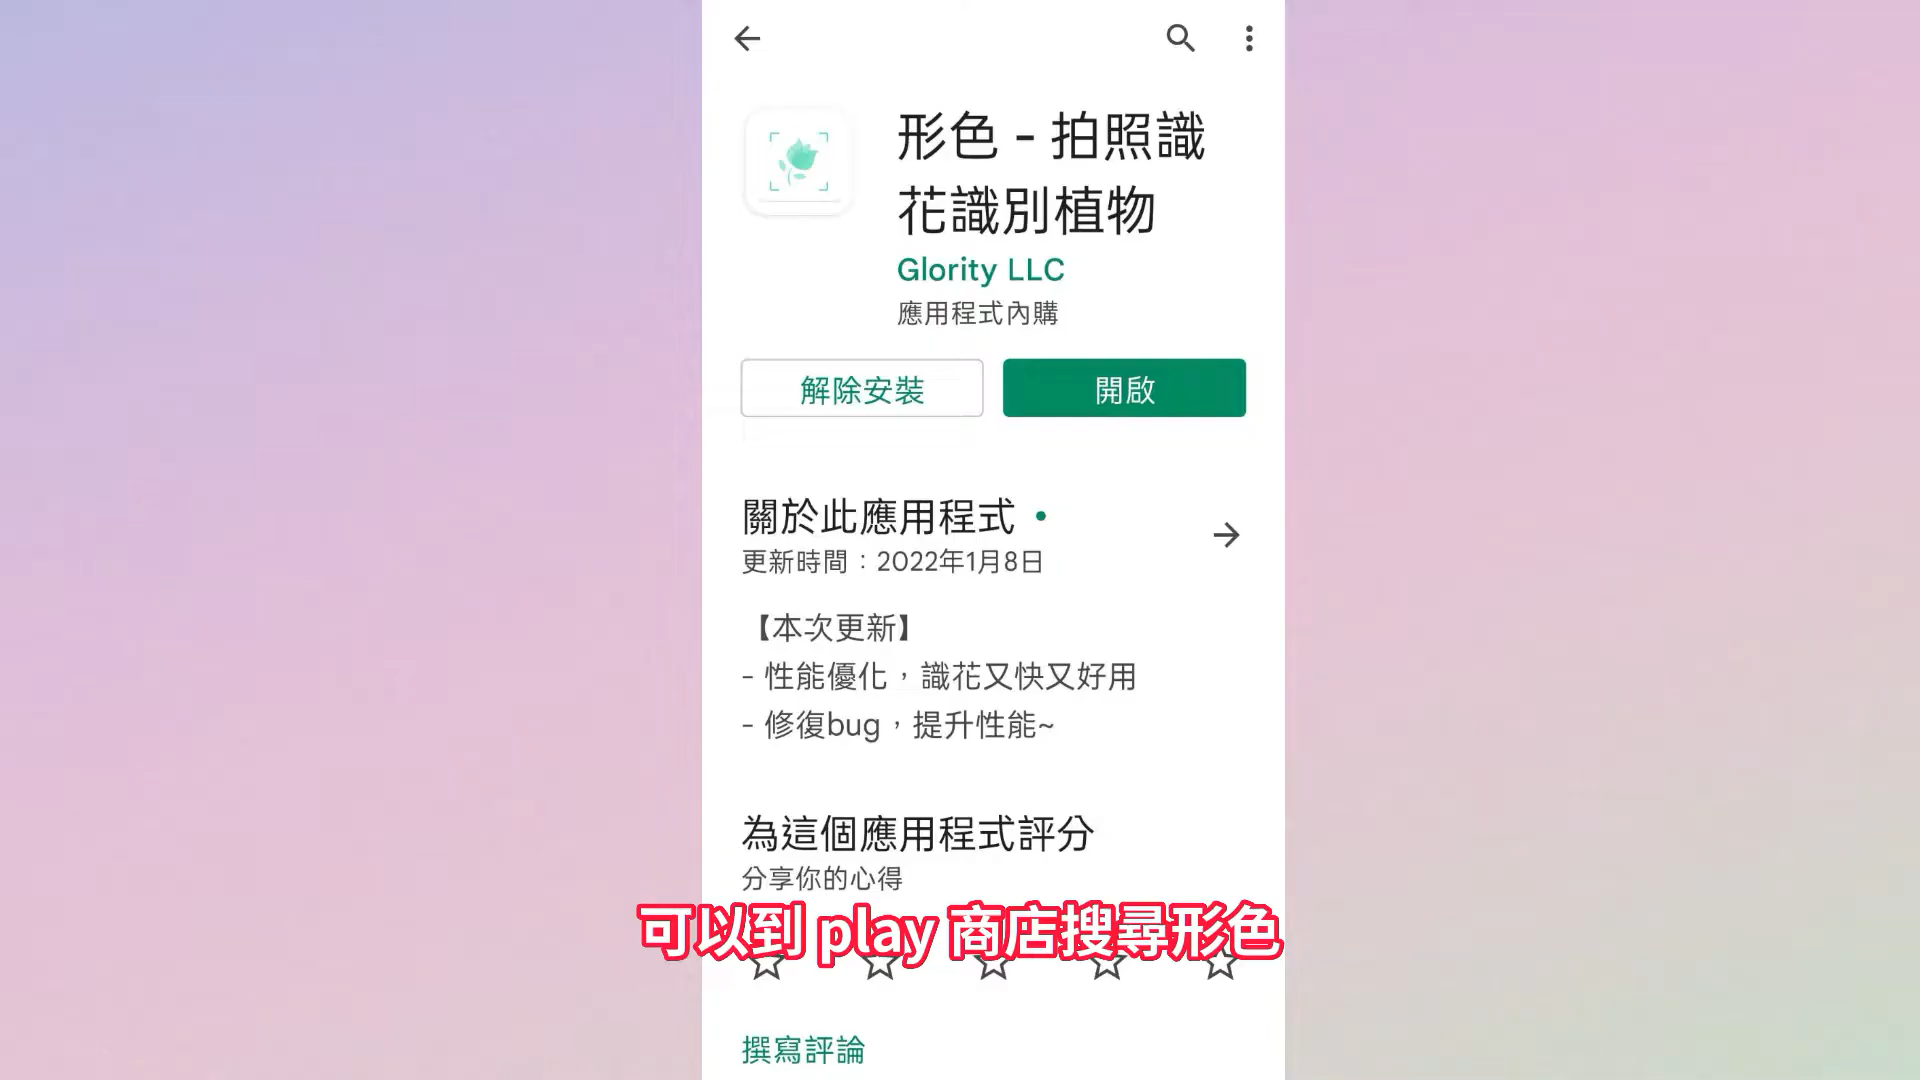 形色 - 拍照識
花識別植物
Glority LLC
應用程式內購
解除安裝
開啟
關於此應用程式
更新時間：2022年1月8日
【本次更新】
- 性能優化，識花又快又好用
- 修復bug，提升性能~
為這個應用程式評分
分享你的心得
可以到 play 商店搜尋形色
撰寫評論